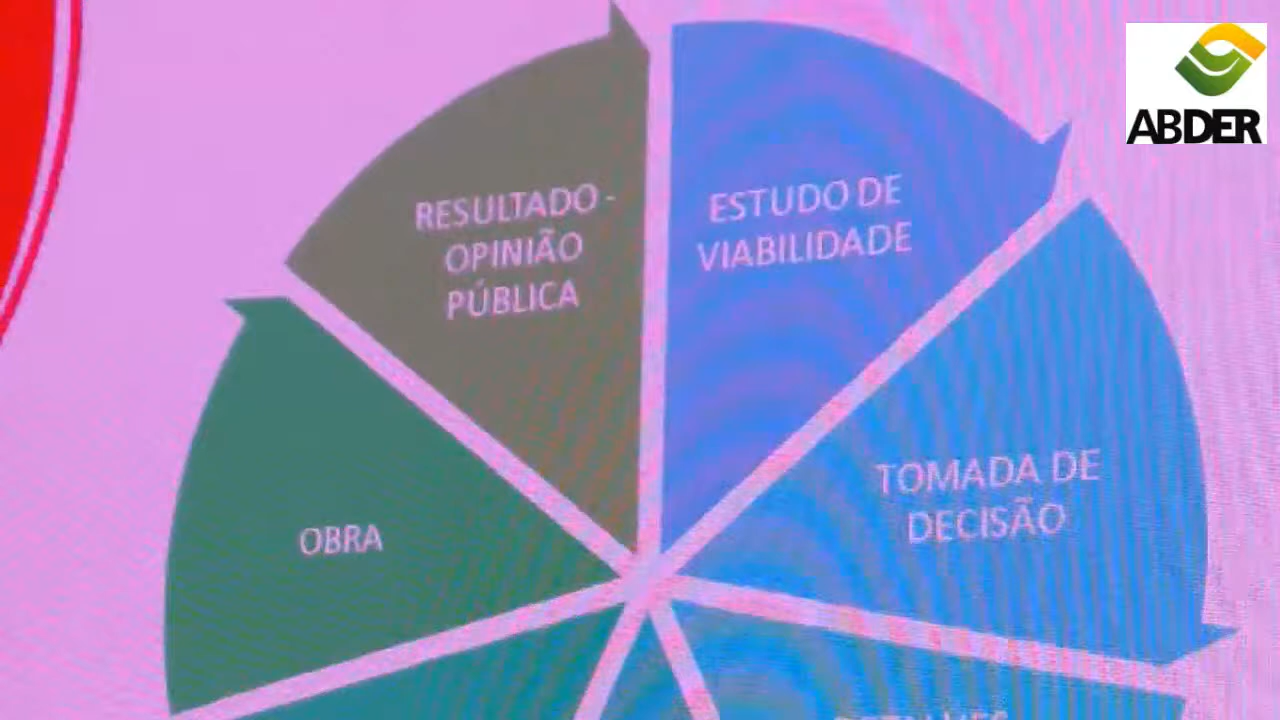 ABDER
RESULTADO -
OPINIÃO
PÚBLICA
ESTUDO DE
VIABILIDADE
TOMADA DE
DECISÃO
OBRA